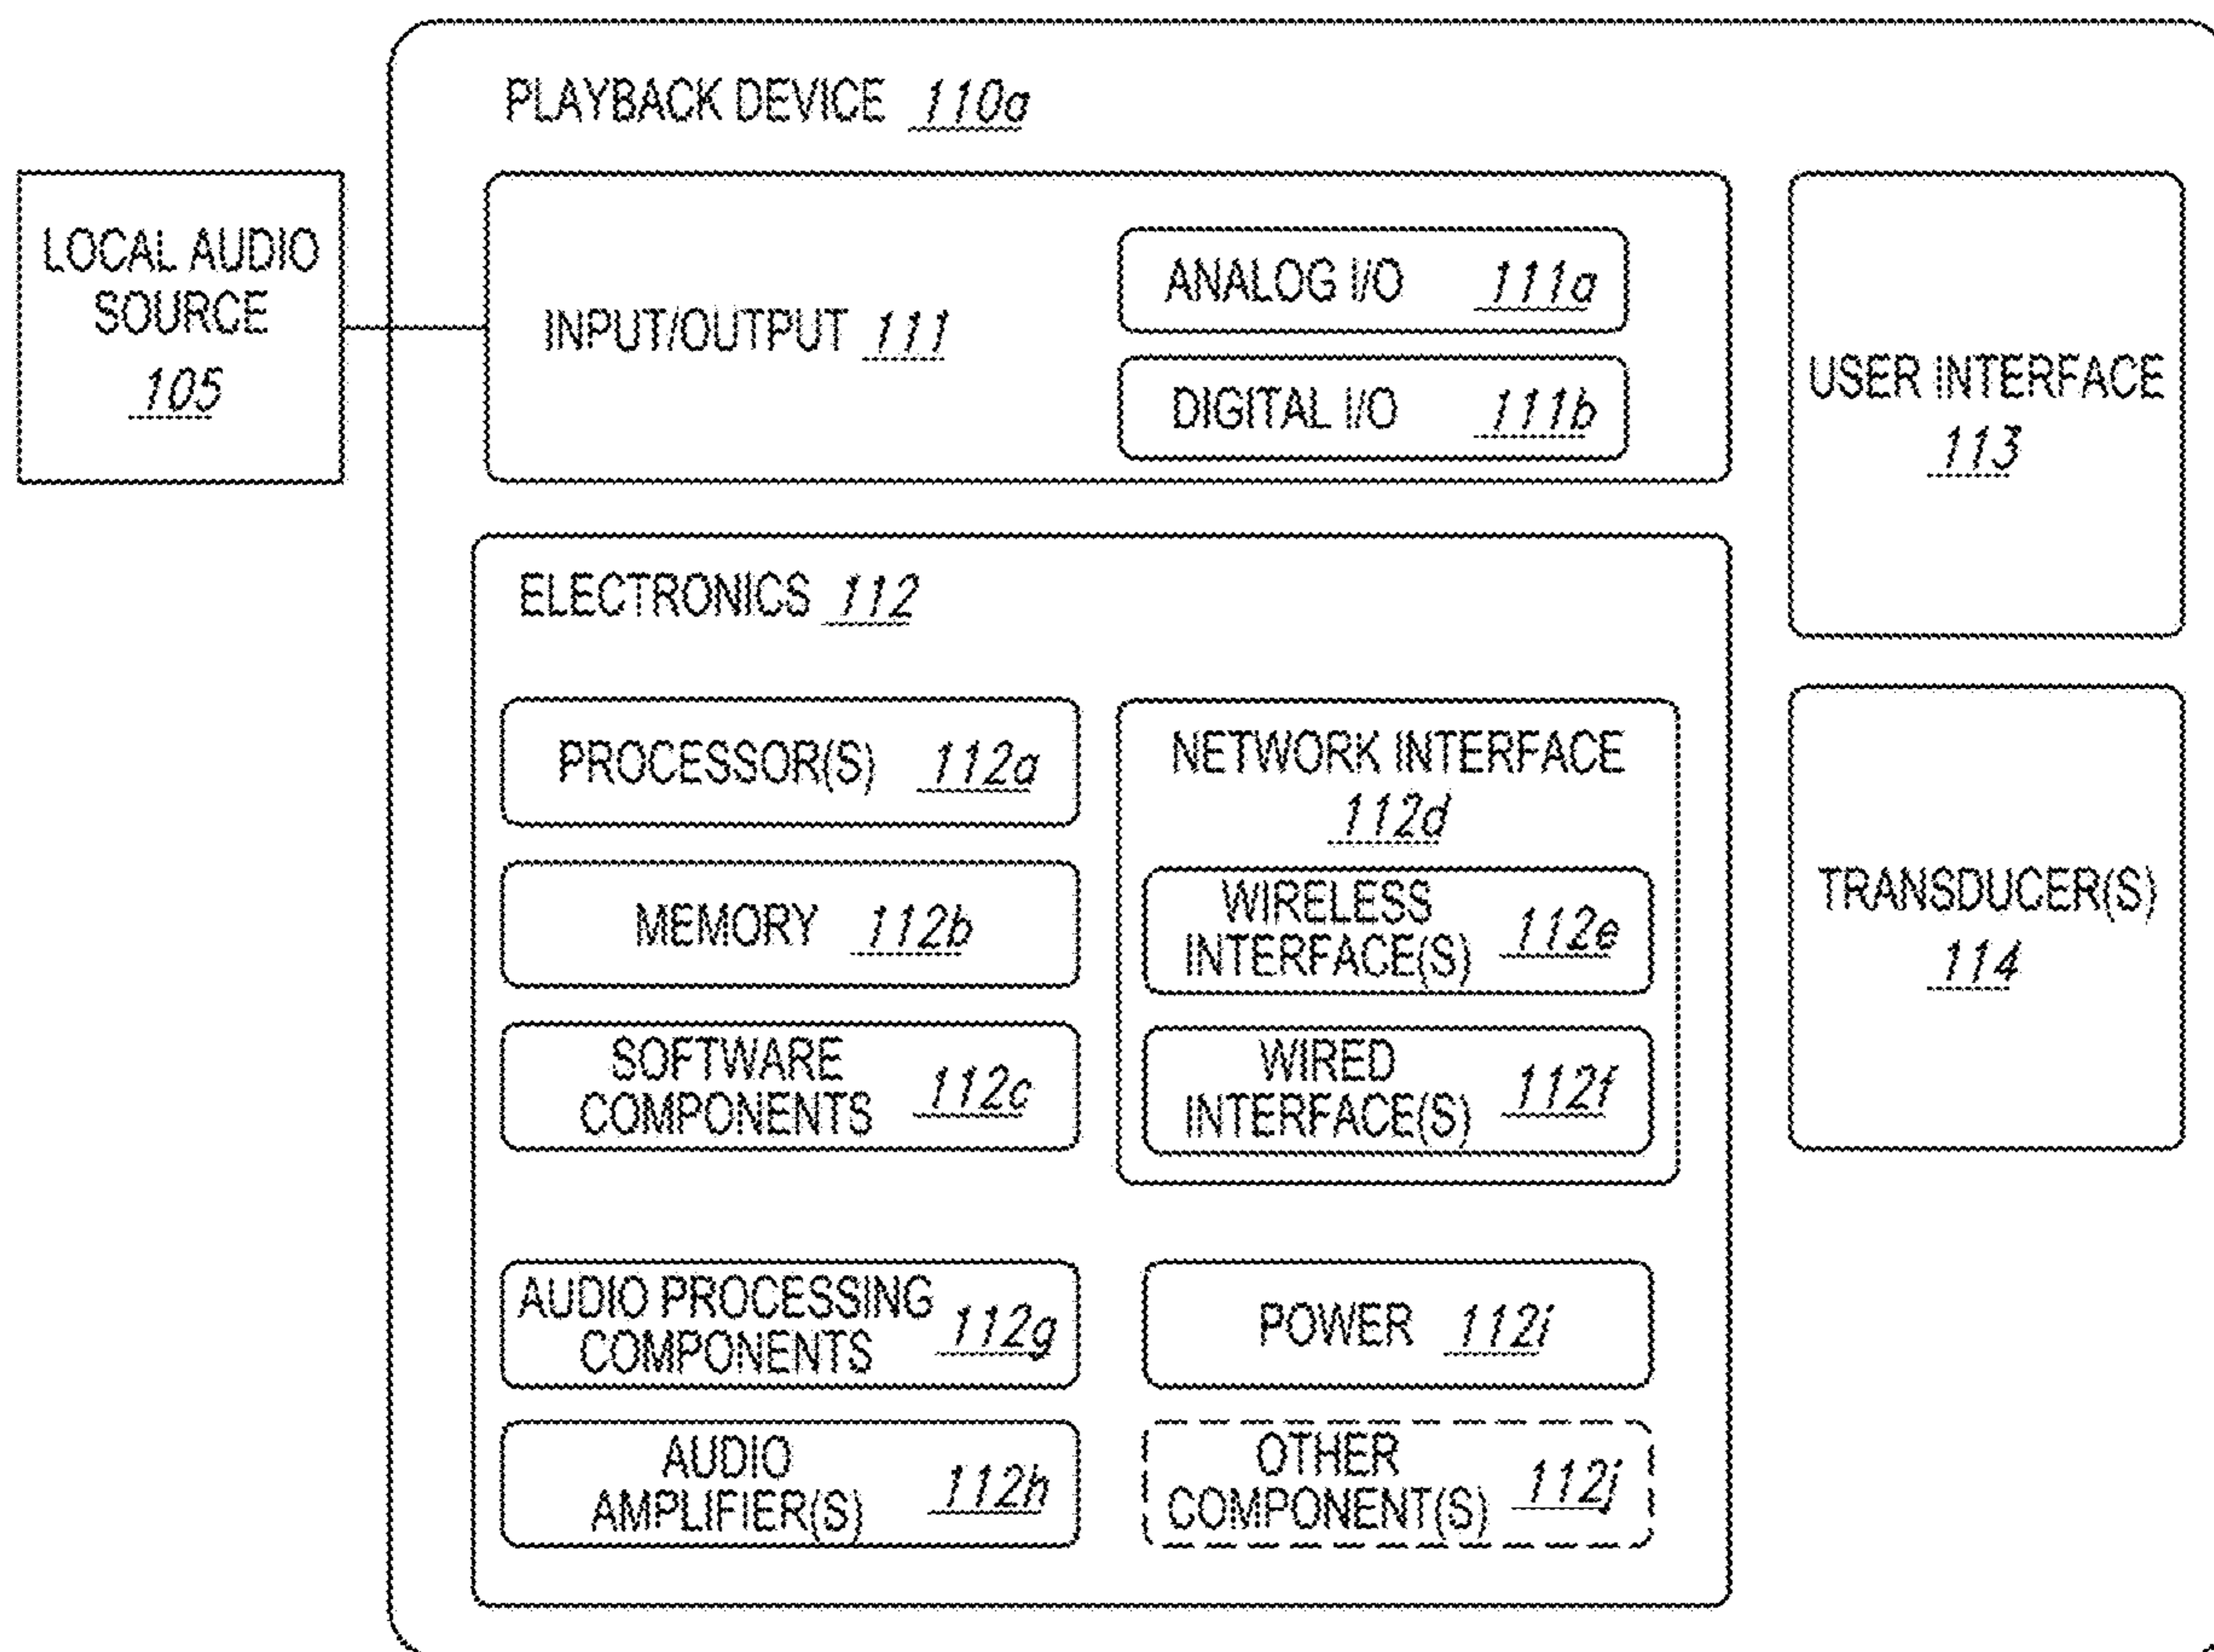 PLAYBACK DEVICE 110a
LOCAL AUDIO
SOURCE
105
INPUT/OUTPUT 111
ANALOG I/O 111a
DIGITAL I/O 111b
USER INTERFACE
113
ELECTRONICS 112
PROCESSOR(S) 112a
MEMORY 112b
SOFTWARE
COMPONENTS 112c
NETWORK INTERFACE
112d
WIRELESS
INTERFACE(S) 112e
WIRED
INTERFACE(S) 112f
TRANSDUCER(S)
114
AUDIO PROCESSING
COMPONENTS 112g
POWER 112i
AUDIO
AMPLIFIER(S) 112h
OTHER
COMPONENT(S) 112j